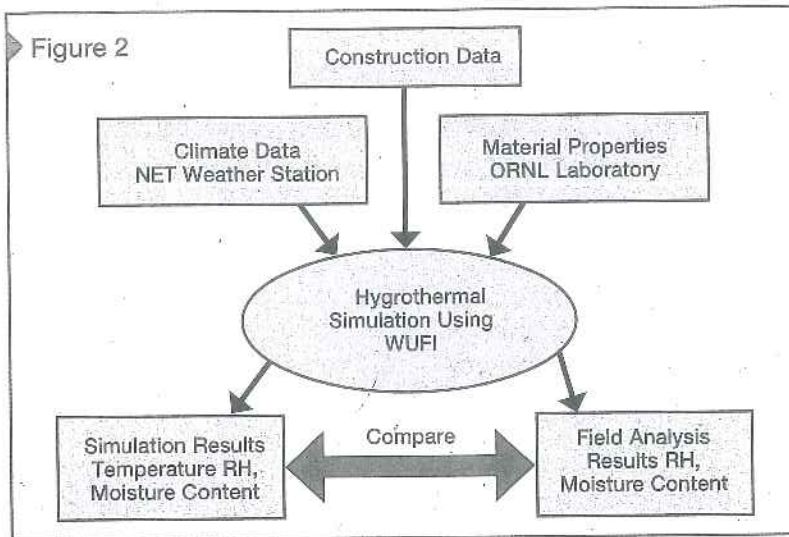 Figure 2
Construction Data
Climate Data
NET Weather Station
Material Properties
ORNL Laboratory
Hygrothermal
Simulation Using
WUFI
Simulation Results
Temperature RH,
Moisture Content
Compare
Field Analysis
Results RH,
Moisture Content